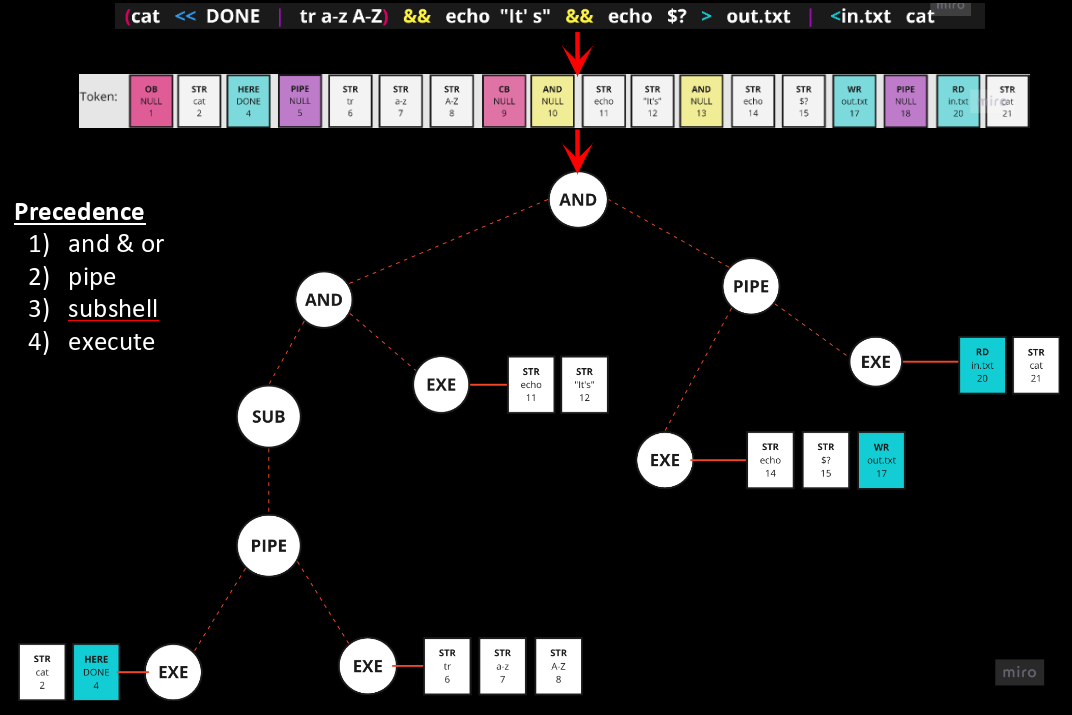 (cat << DONE | tr a-z A-Z) && echo "It' s" && echo $? > out.txt | <in.txt cat
miro
Token:
OB NULL 1
STR cat 2
HERE DONE 4
PIPE NULL 5
STR tr 6
STR a-z 7
STR A-Z 8
CB NULL 9
AND NULL 10
STR echo 11
STR "It's" 12
AND NULL 13
STR echo 14
STR $? 15
WR out.txt 17
PIPE NULL 18
RD in.txt 20
STR cat 21
miro
AND
Precedence
1) and & or
2) pipe
3) subshell
4) execute
AND
PIPE
EXE
RD in.txt 20
STR cat 21
EXE
STR echo 11
STR "It's" 12
SUB
EXE
STR echo 14
STR $? 15
WR out.txt 17
PIPE
STR cat 2
HERE DONE 4
EXE
EXE
STR tr 6
STR a-z 7
STR A-Z 8
miro